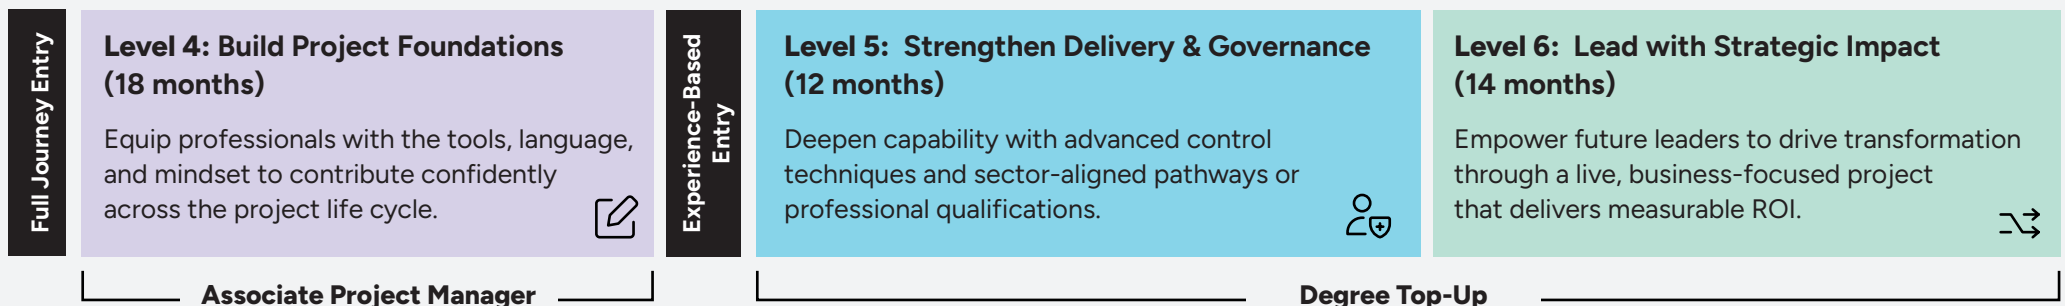 Full Journey Entry
Level 4: Build Project Foundations
(18 months)
Equip professionals with the tools, language,
and mindset to contribute confidently
across the project life cycle.
Experience-Based
Entry
Level 5:  Strengthen Delivery & Governance
(12 months)
Deepen capability with advanced control
techniques and sector-aligned pathways or
professional qualifications.
Level 6:  Lead with Strategic Impact
(14 months)
Empower future leaders to drive transformation
through a live, business-focused project
that delivers measurable ROI.
Associate Project Manager
Degree Top-Up